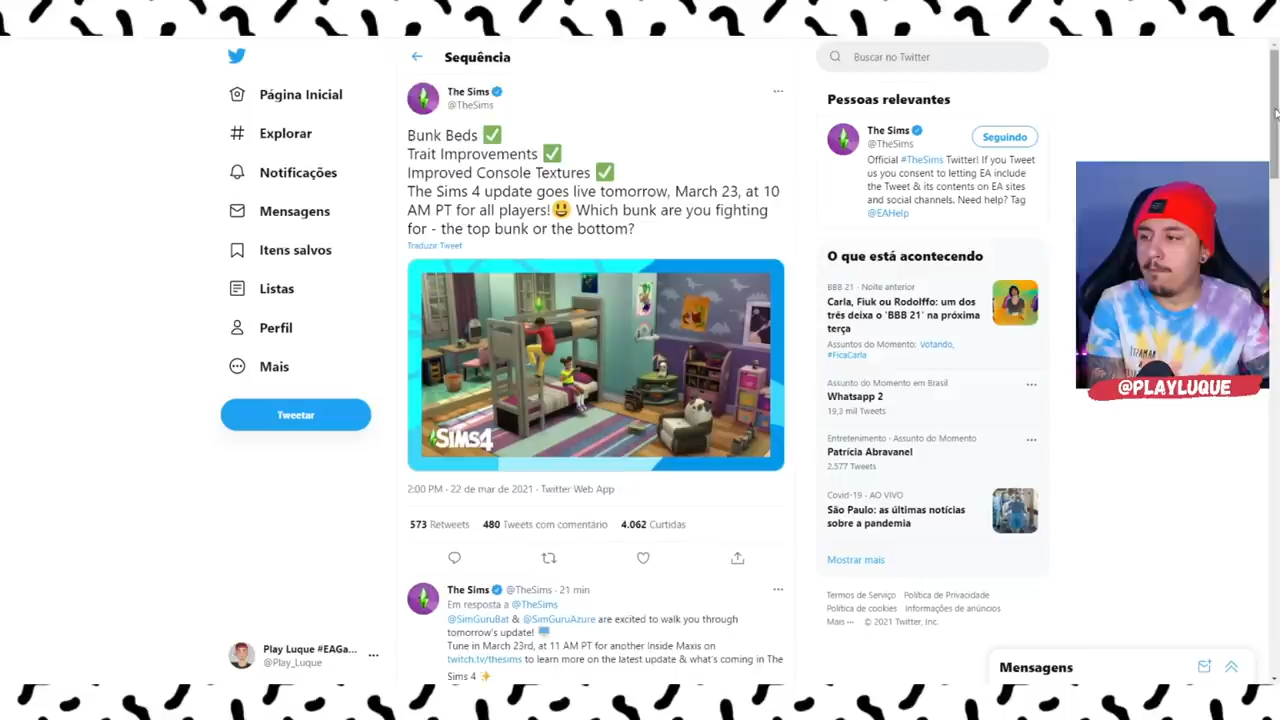 Página Inicial
Explorar
Notificações
Mensagens
Itens salvos
Listas
Perfil
Mais
Tweetar
Play Luque #EAGa...
@Play_Luque
Sequência
The Sims
@TheSims
Bunk Beds ✅
Trait Improvements ✅
Improved Console Textures ✅
The Sims 4 update goes live tomorrow, March 23, at 10
AM PT for all players!😃 Which bunk are you fighting
for - the top bunk or the bottom?
Traduzir Tweet
THE SIMS 4
2:00 PM · 22 de mar de 2021 · Twitter Web App
573 Retweets 480 Tweets com comentário 4.062 Curtidas
The Sims @TheSims · 21 min
Em resposta a @TheSims
@SimGuruBat & @SimGuruAzure are excited to walk you through
tomorrow's update! 🖥️
Tune in March 23rd, at 11 AM PT for another Inside Maxis on
twitch.tv/thesims to learn more on the latest update & what's coming in The
Sims 4 ✨
Buscar no Twitter
Pessoas relevantes
The Sims
@TheSims
Seguindo
Official #TheSims Twitter! If you Tweet
us you consent to letting EA include
the Tweet & its contents on EA sites
and social channels. Need help? Tag
@EAHelp
O que está acontecendo
BBB 21 · Noite anterior
Carla, Fiuk ou Rodolffo: um dos
três deixa o 'BBB 21' na próxima
terça
Assuntos do Momento: Votando,
#FicaCarla
Assunto do Momento em Brasil
Whatsapp 2
19,3 mil Tweets
Entretenimento · Assunto do Momento
Patrícia Abravanel
2.577 Tweets
Covid-19 · AO VIVO
São Paulo: as últimas notícias
sobre a pandemia
Mostrar mais
Termos de Serviço Política de Privacidade
Política de cookies Informações de anúncios
Mais ··· © 2021 Twitter, Inc.
Mensagens
@PLAYLUQUE